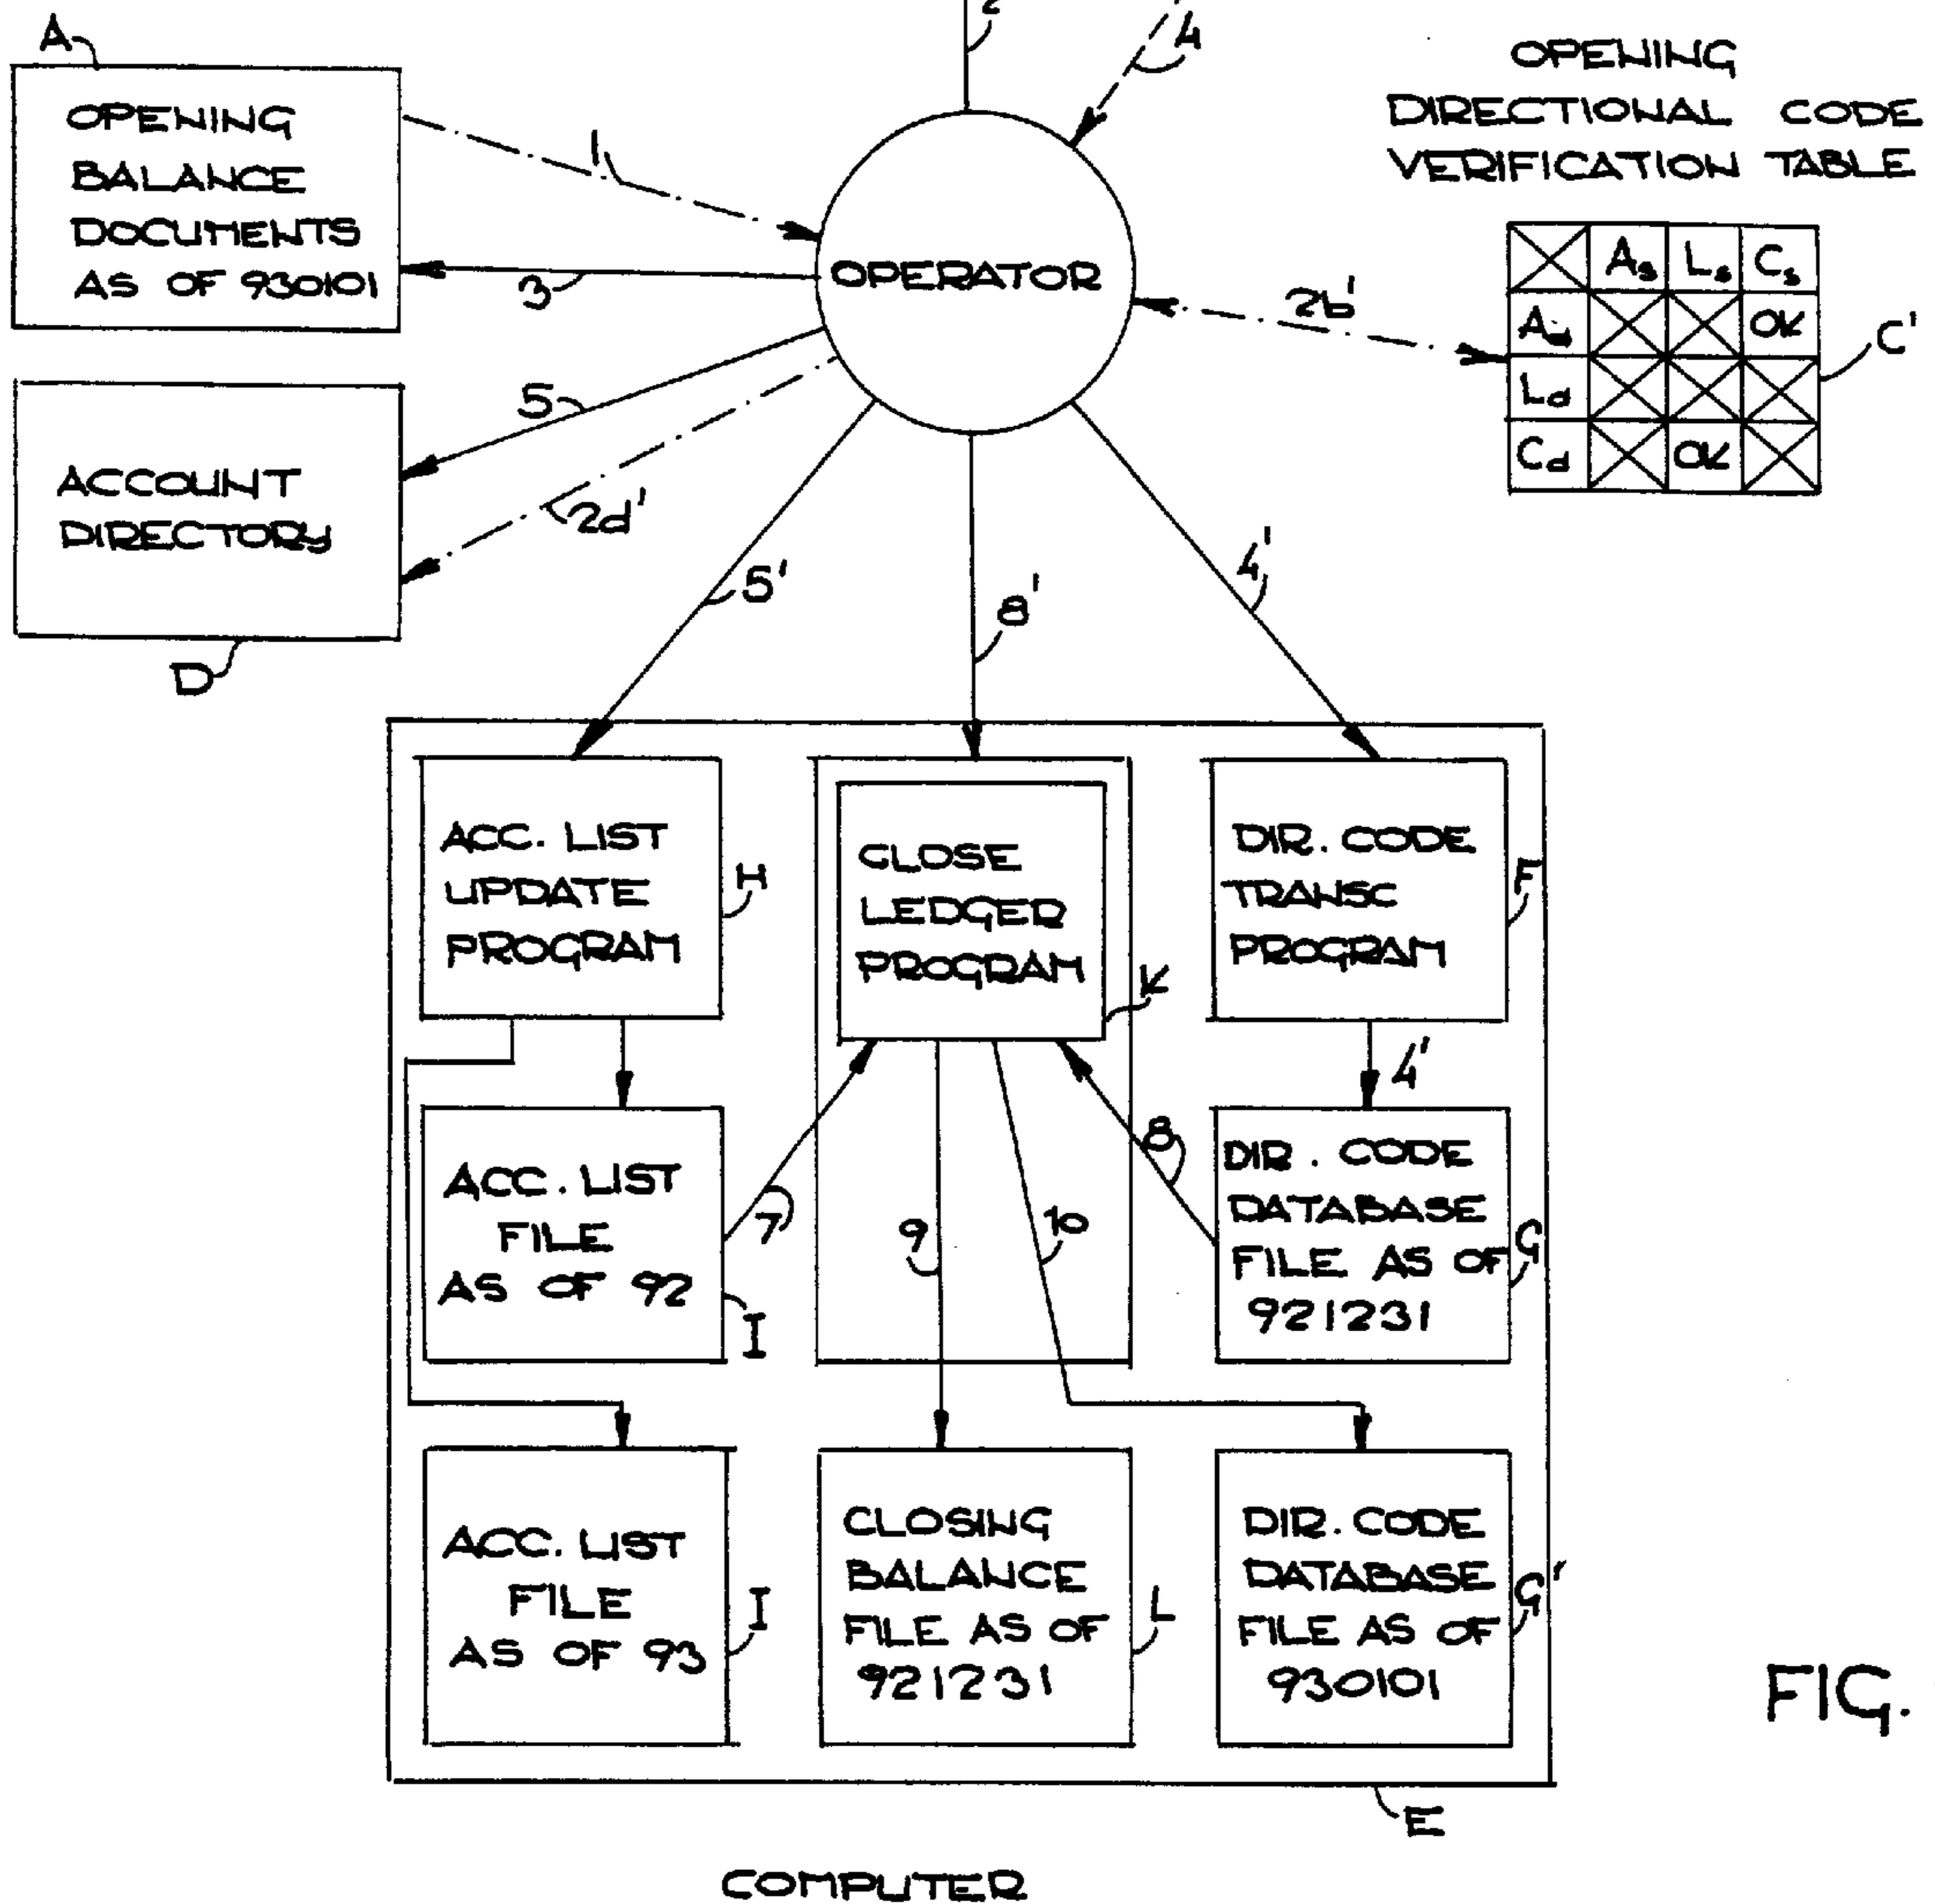 2
4
A
OPENING
BALANCE
DOCUMENTS
AS OF 930101
1
3
OPERATOR
OPENING
DIRECTIONAL CODE
VERIFICATION TABLE
As Ls Cs
Ad OK
Ld
Cd OK
2b'
C'
5
2d'
ACCOUNT
DIRECTORY
D
5'
8'
4'
ACC. LIST
UPDATE
PROGRAM
H
CLOSE
LEDGER
PROGRAM
K
DIR. CODE
TRANSC
PROGRAM
F
4'
ACC. LIST
FILE
AS OF 92
I
7
9
10
8
DIR. CODE
DATABASE
FILE AS OF
921231
G
ACC. LIST
FILE
AS OF 93
I
CLOSING
BALANCE
FILE AS OF
921231
L
DIR. CODE
DATABASE
FILE AS OF
930101
G'
E
COMPUTER
FIG.